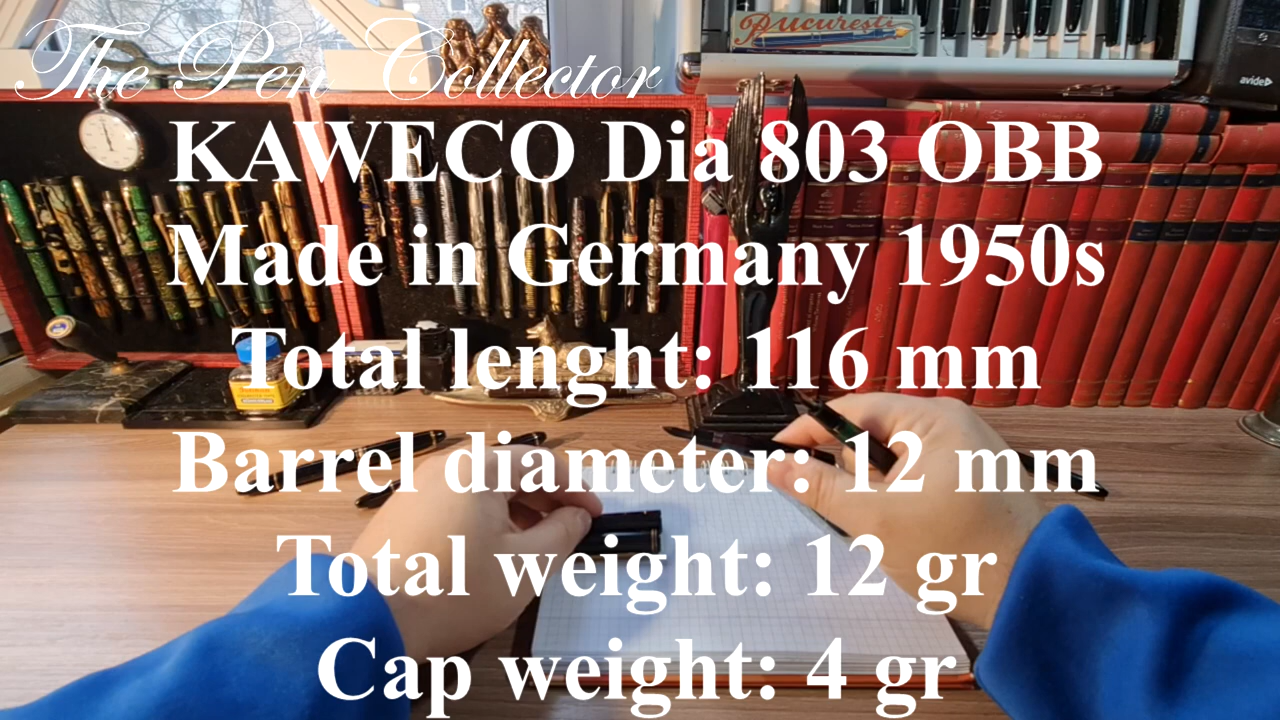 The Pen Collector
Bucuresti
avide
KAWECO Dia 803 OBB
Made in Germany 1950s
Total lenght: 116 mm
Barrel diameter: 12 mm
Total weight: 12 gr
Cap weight: 4 gr